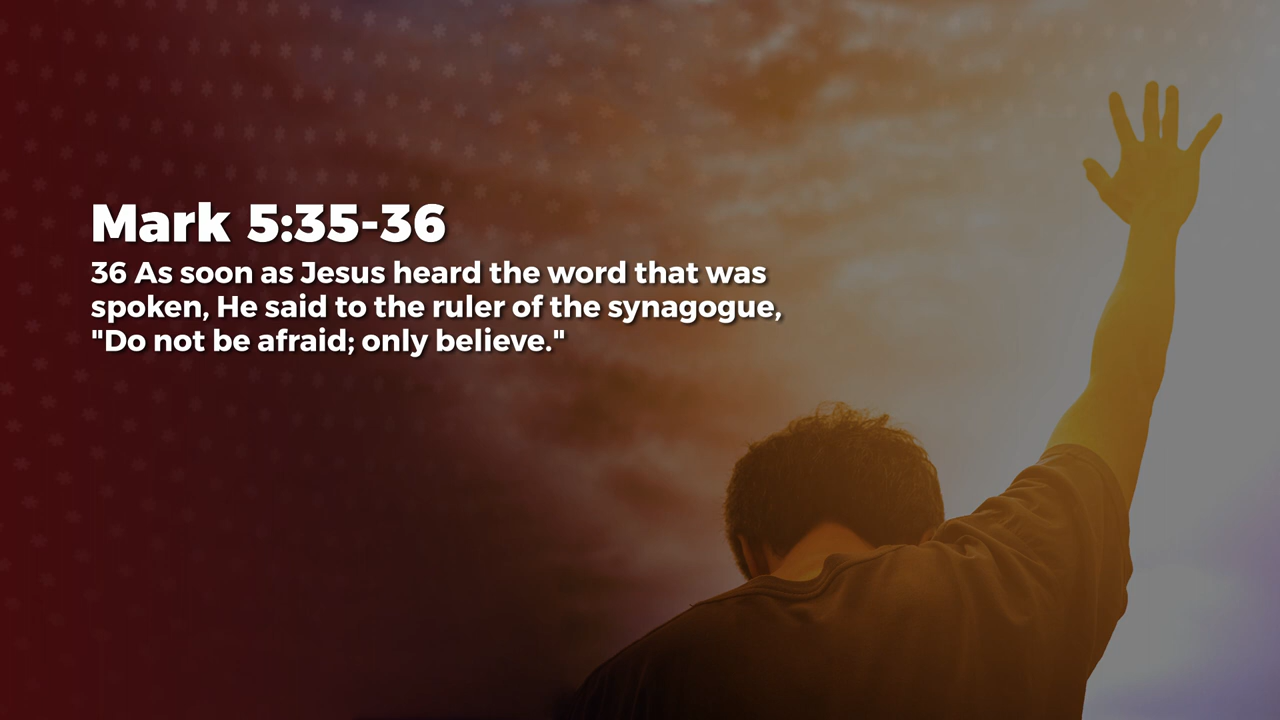 Mark 5:35-36
36 As soon as Jesus heard the word that was
spoken, He said to the ruler of the synagogue,
"Do not be afraid; only believe."